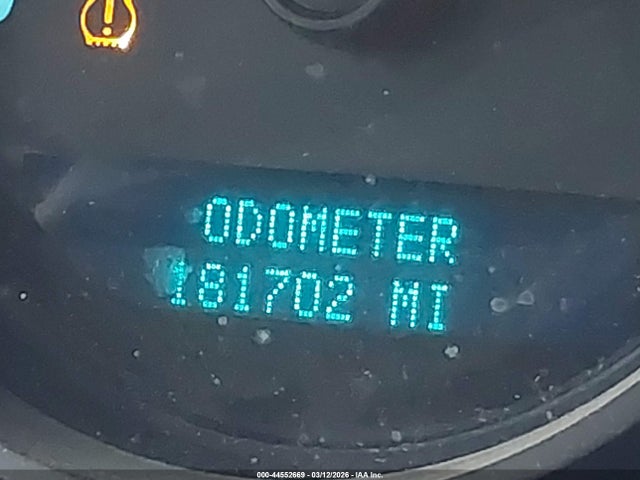 ODOMETER
181702 MI
000-44552669 - 03/12/2026 - IAA Inc.